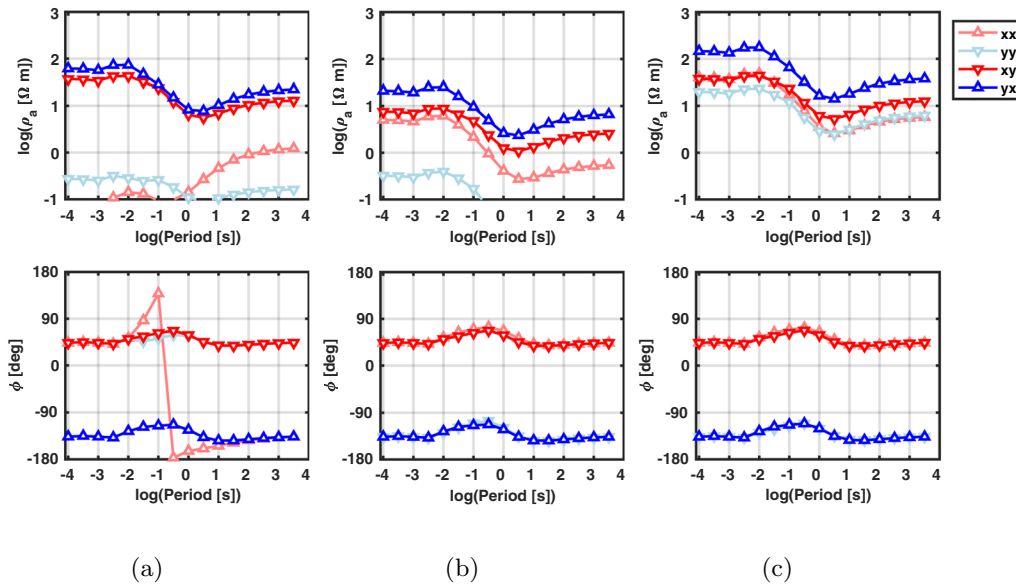 3
2
1
0
-1
log(ρa [Ω m]
-4 -3 -2 -1 0 1 2 3 4
log(Period [s])
3
2
1
0
-1
log(ρa [Ω m]
-4 -3 -2 -1 0 1 2 3 4
log(Period [s])
3
2
1
0
-1
log(ρa [Ω m]
-4 -3 -2 -1 0 1 2 3 4
log(Period [s])
xx
yy
xy
yx
180
90
0
-90
-180
ϕ [deg]
-4 -3 -2 -1 0 1 2 3 4
log(Period [s])
180
90
0
-90
-180
ϕ [deg]
-4 -3 -2 -1 0 1 2 3 4
log(Period [s])
180
90
0
-90
-180
ϕ [deg]
-4 -3 -2 -1 0 1 2 3 4
log(Period [s])
(a) (b) (c)